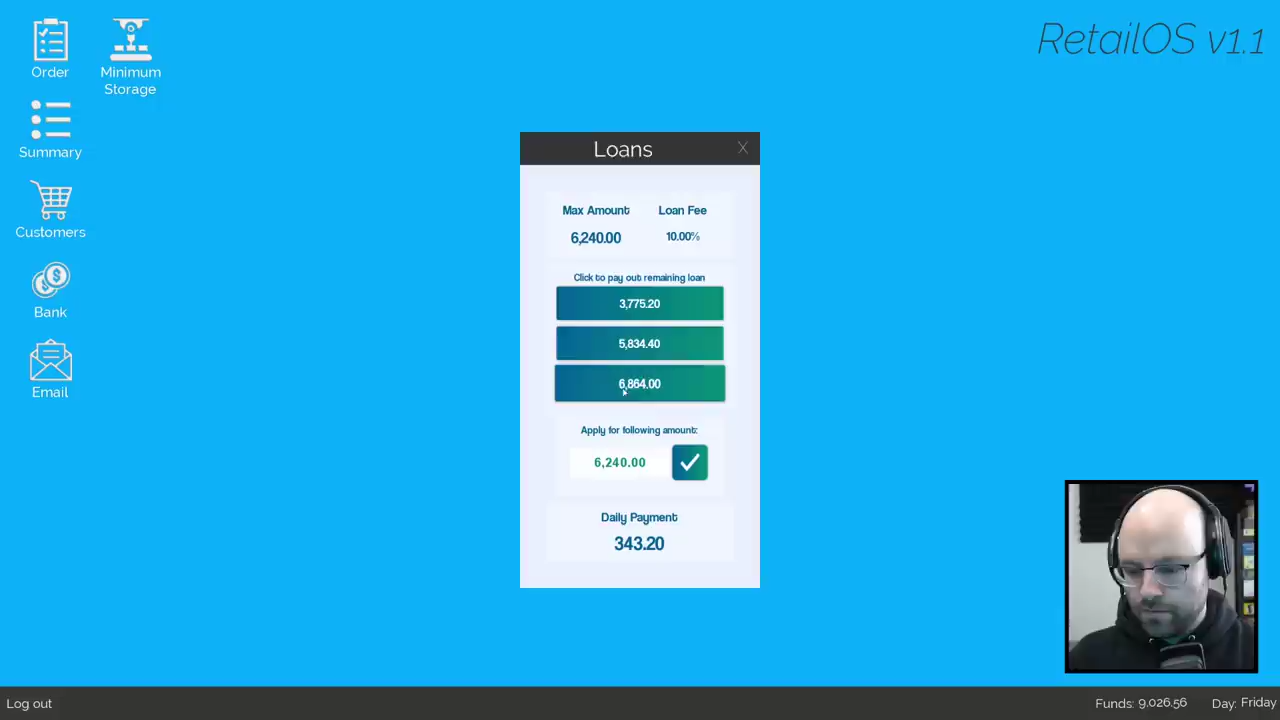 RetailOS v1.1
Order
Minimum
Storage
Summary
Customers
Bank
Email
Loans X
Max Amount Loan Fee
6,240.00 10.00%
Click to pay out remaining loan
3,775.20
5,834.40
6,864.00
Apply for following amount:
6,240.00
Daily Payment
343.20
Log out
Funds: 9,026.56 Day: Friday